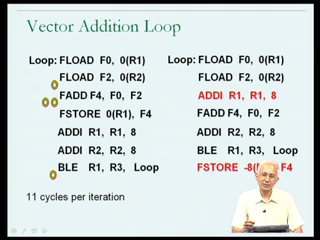 Vector Addition Loop
Loop: FLOAD F0, 0(R1)
FLOAD F2, 0(R2)
FADD F4, F0, F2
FSTORE 0(R1), F4
ADDI R1, R1, 8
ADDI R2, R2, 8
BLE R1, R3, Loop
11 cycles per iteration
Loop: FLOAD F0, 0(R1)
FLOAD F2, 0(R2)
ADDI R1, R1, 8
FADD F4, F0, F2
ADDI R2, R2, 8
BLE R1, R3, Loop
FSTORE -8( F4